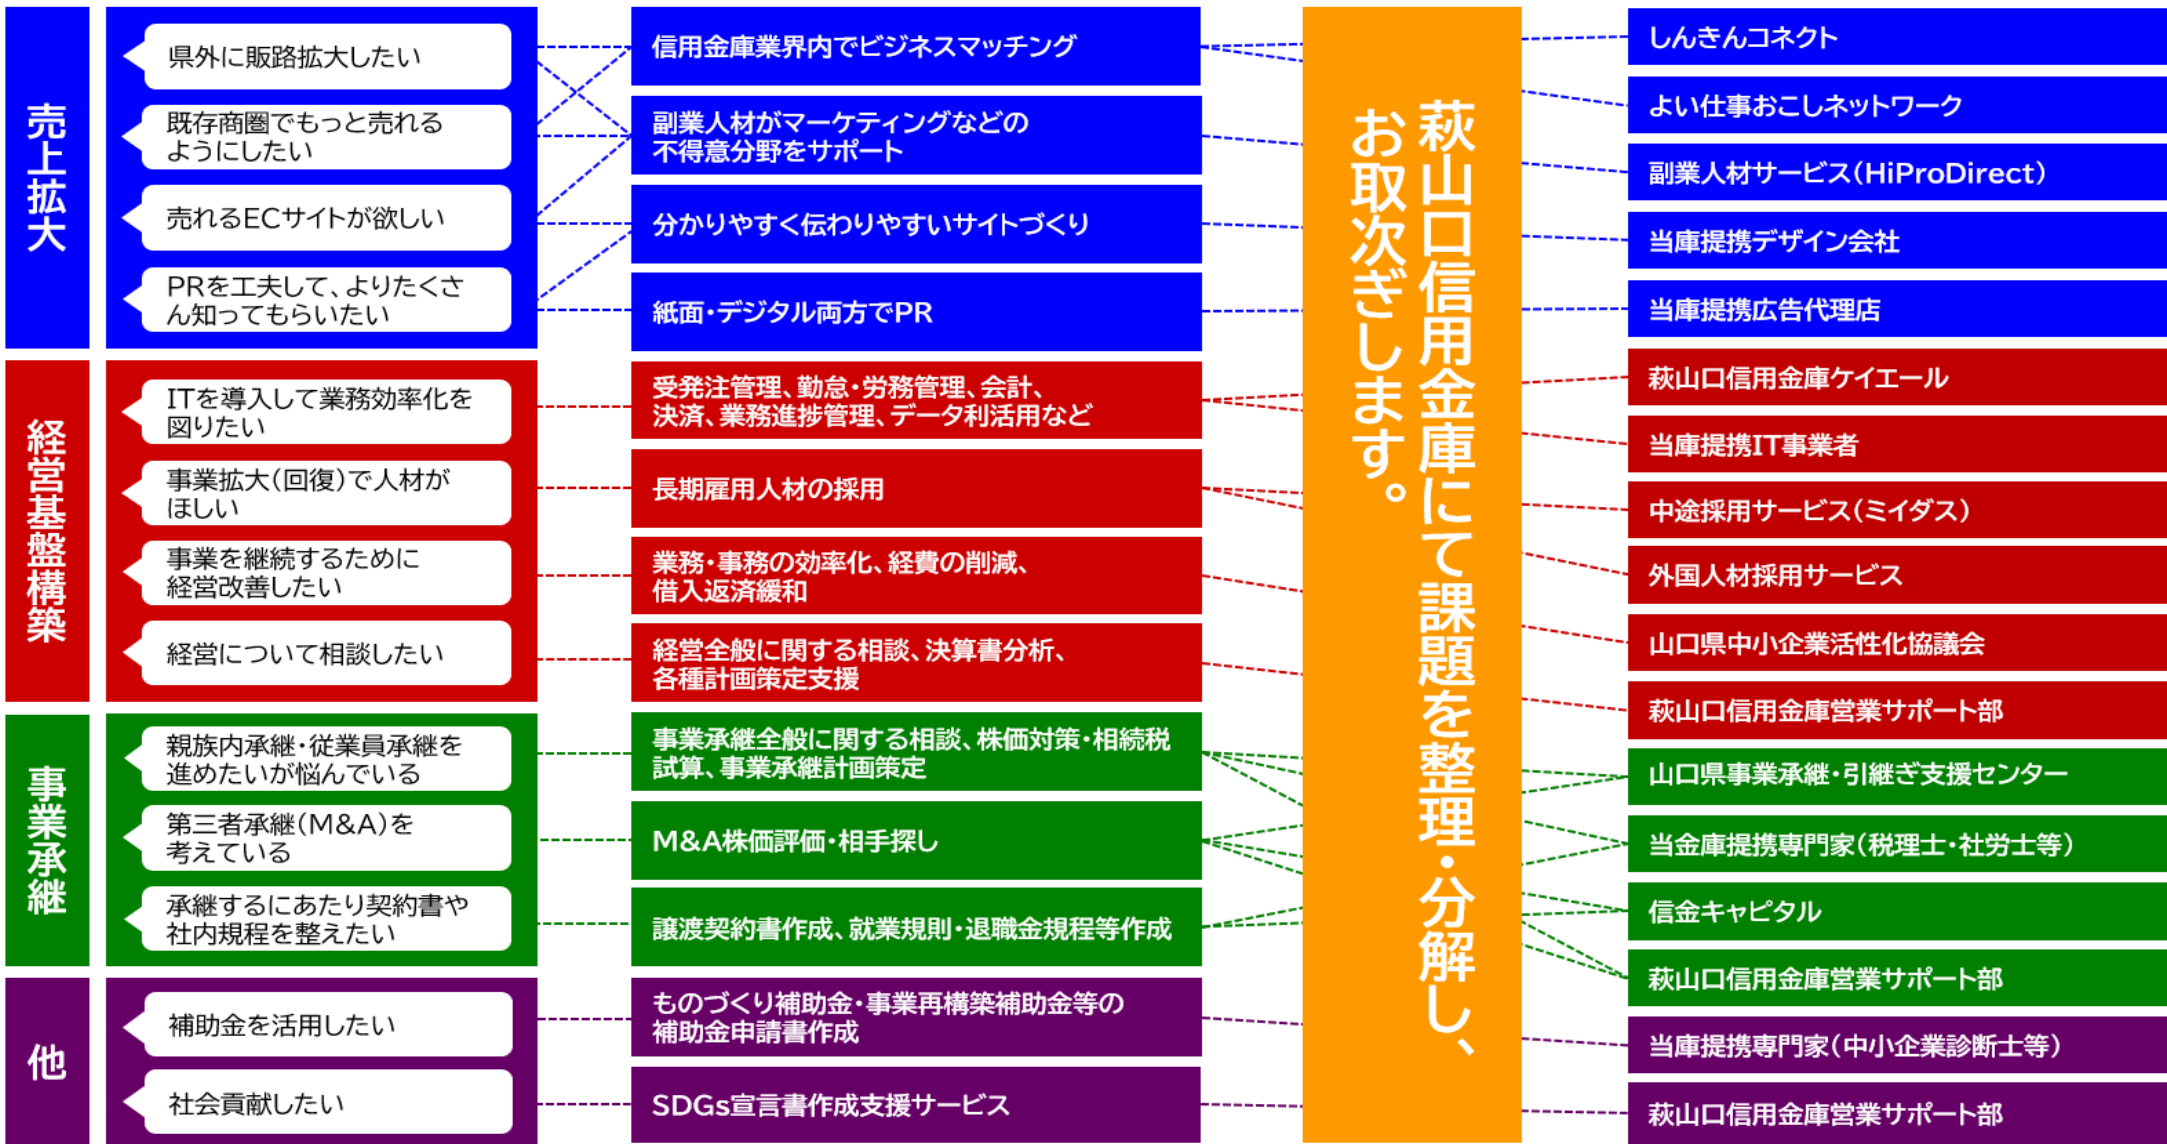 売上拡大
県外に販路拡大したい
既存商圏でもっと売れる
ようにしたい
売れるECサイトが欲しい
PRを工夫して、よりたくさ
ん知ってもらいたい
信用金庫業界内でビジネスマッチング
副業人材がマーケティングなどの
不得意分野をサポート
分かりやすく伝わりやすいサイトづくり
紙面・デジタル両方でPR
経営基盤構築
ITを導入して業務効率化を
図りたい
事業拡大(回復)で人材が
ほしい
事業を継続するために
経営改善したい
経営について相談したい
受発注管理、勤怠・労務管理、会計、
決済、業務進捗管理、データ利活用など
長期雇用人材の採用
業務・事務の効率化、経費の削減、
借入返済緩和
経営全般に関する相談、決算書分析、
各種計画策定支援
事業承継
親族内承継・従業員承継を
進めたいが悩んでいる
第三者承継(M&A)を
考えている
承継するにあたり契約書や
社内規程を整えたい
事業承継全般に関する相談、株価対策・相続税
試算、事業承継計画策定
M&A株価評価・相手探し
譲渡契約書作成、就業規則・退職金規程等作成
他
補助金を活用したい
社会貢献したい
ものづくり補助金・事業再構築補助金等の
補助金申請書作成
SDGs宣言書作成支援サービス
萩山口信用金庫にて課題を整理・分解し、
お取次ぎします。
しんきんコネクト
よい仕事おこしネットワーク
副業人材サービス(HiProDirect)
当庫提携デザイン会社
当庫提携広告代理店
萩山口信用金庫ケイエール
当庫提携IT事業者
中途採用サービス(ミイダス)
外国人材採用サービス
山口県中小企業活性化協議会
萩山口信用金庫営業サポート部
山口県事業承継・引継ぎ支援センター
当金庫提携専門家(税理士・社労士等)
信金キャピタル
萩山口信用金庫営業サポート部
当庫提携専門家(中小企業診断士等)
萩山口信用金庫営業サポート部